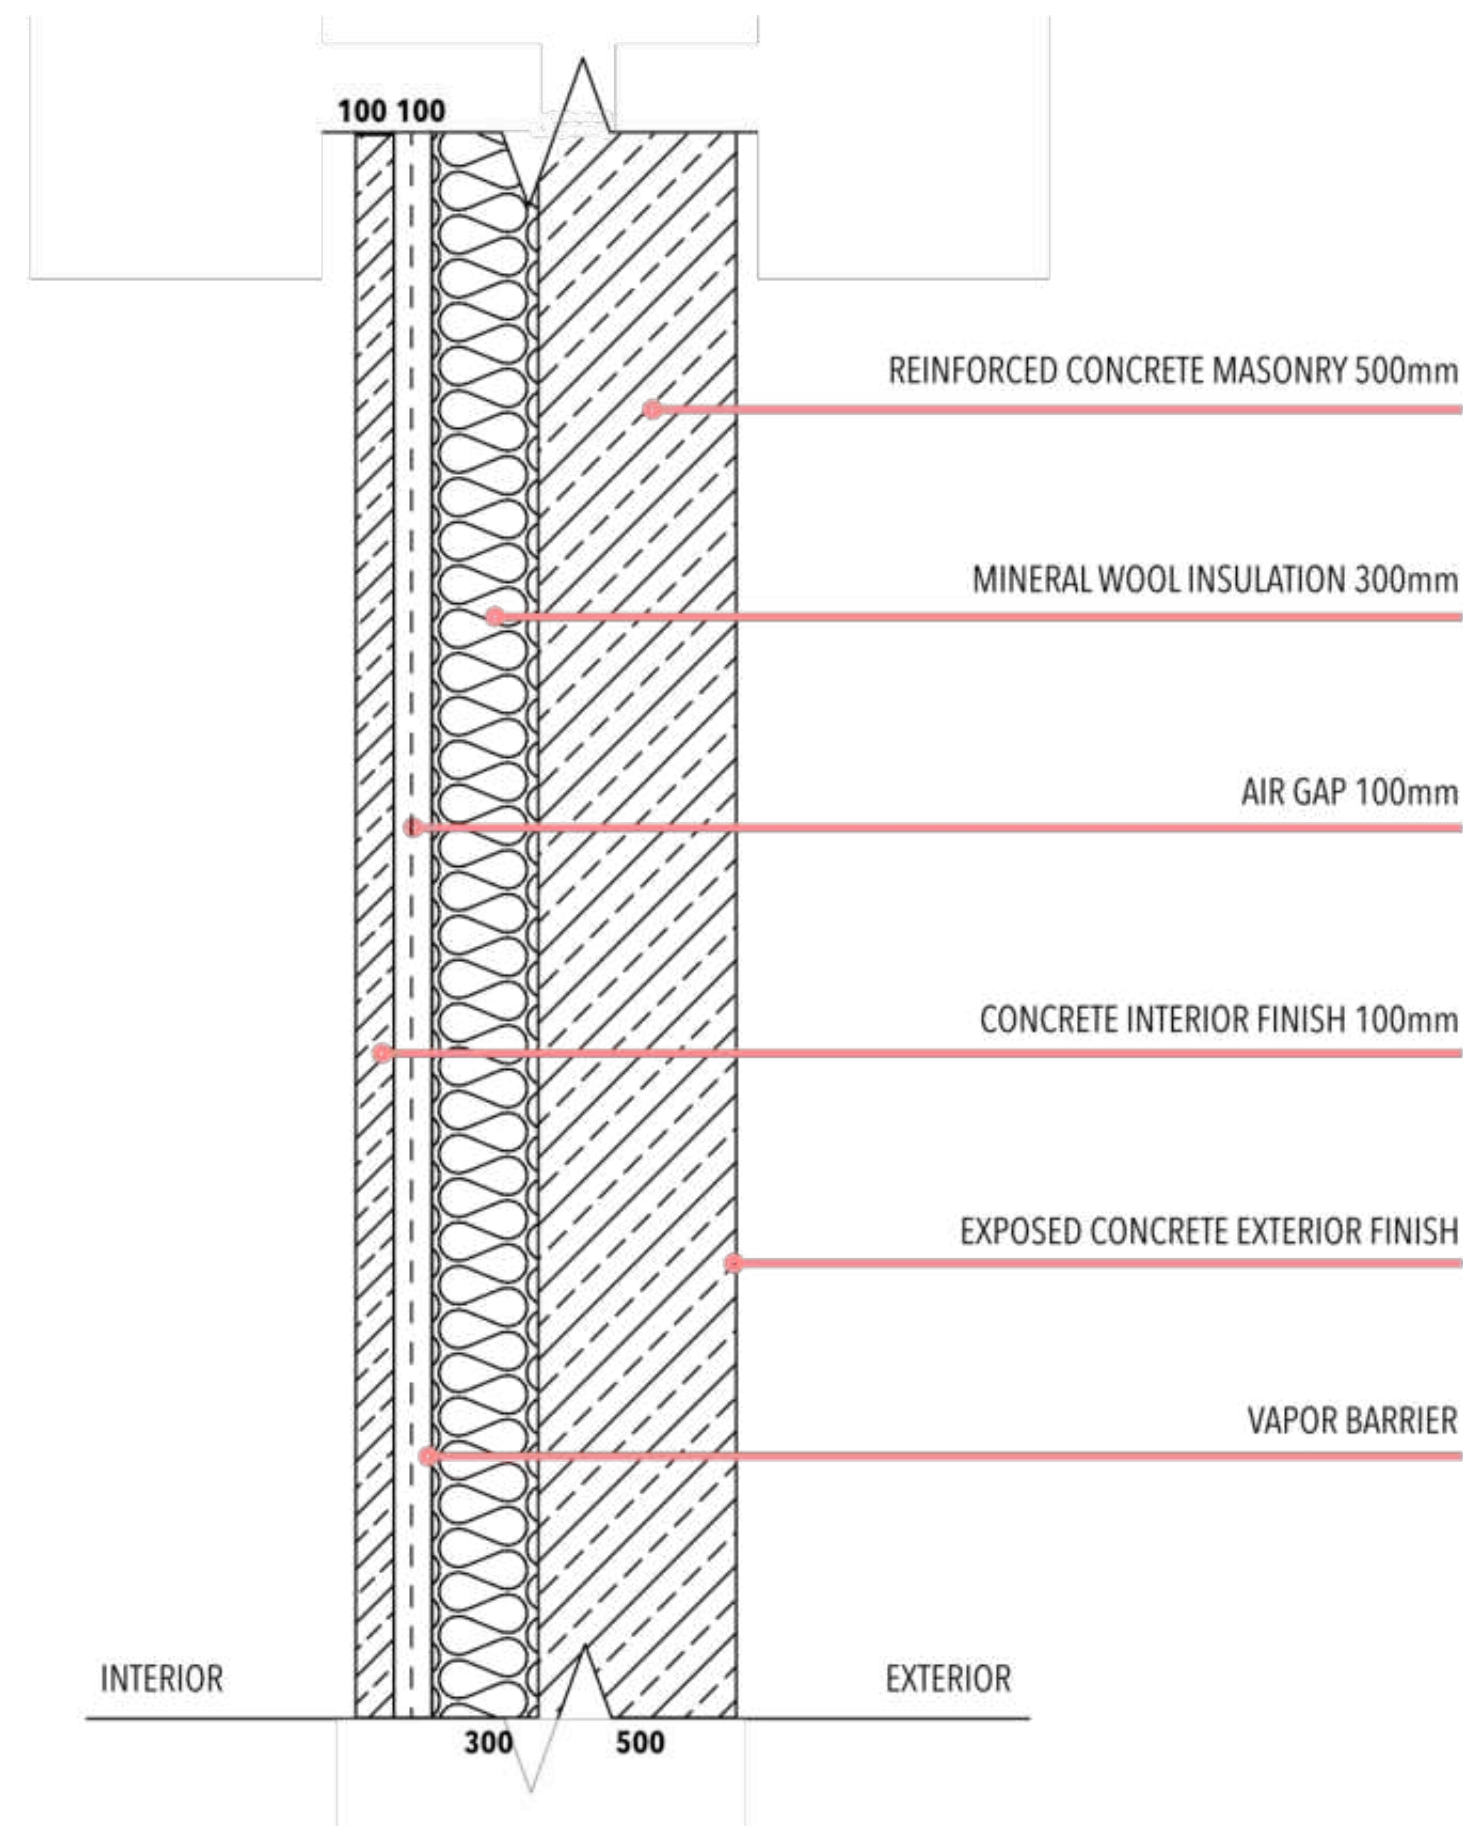 100 100
REINFORCED CONCRETE MASONRY 500mm
MINERAL WOOL INSULATION 300mm
AIR GAP 100mm
CONCRETE INTERIOR FINISH 100mm
EXPOSED CONCRETE EXTERIOR FINISH
VAPOR BARRIER
INTERIOR
EXTERIOR
300
500